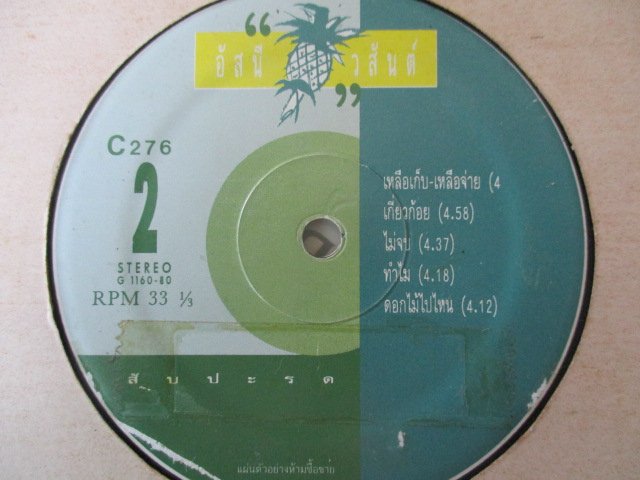 “
อัสนี วสันต์
”
C276
2
STEREO
G 1160-80
RPM 33 ⅓
เหลือเก็บ-เหลือจ่าย (4
เกี่ยวก้อย (4.58)
ไม่จบ (4.37)
ทำไม (4.18)
ดอกไม้ไปไหน (4.12)
สับปะรด
แผ่นตัวอย่างห้ามซื้อขาย